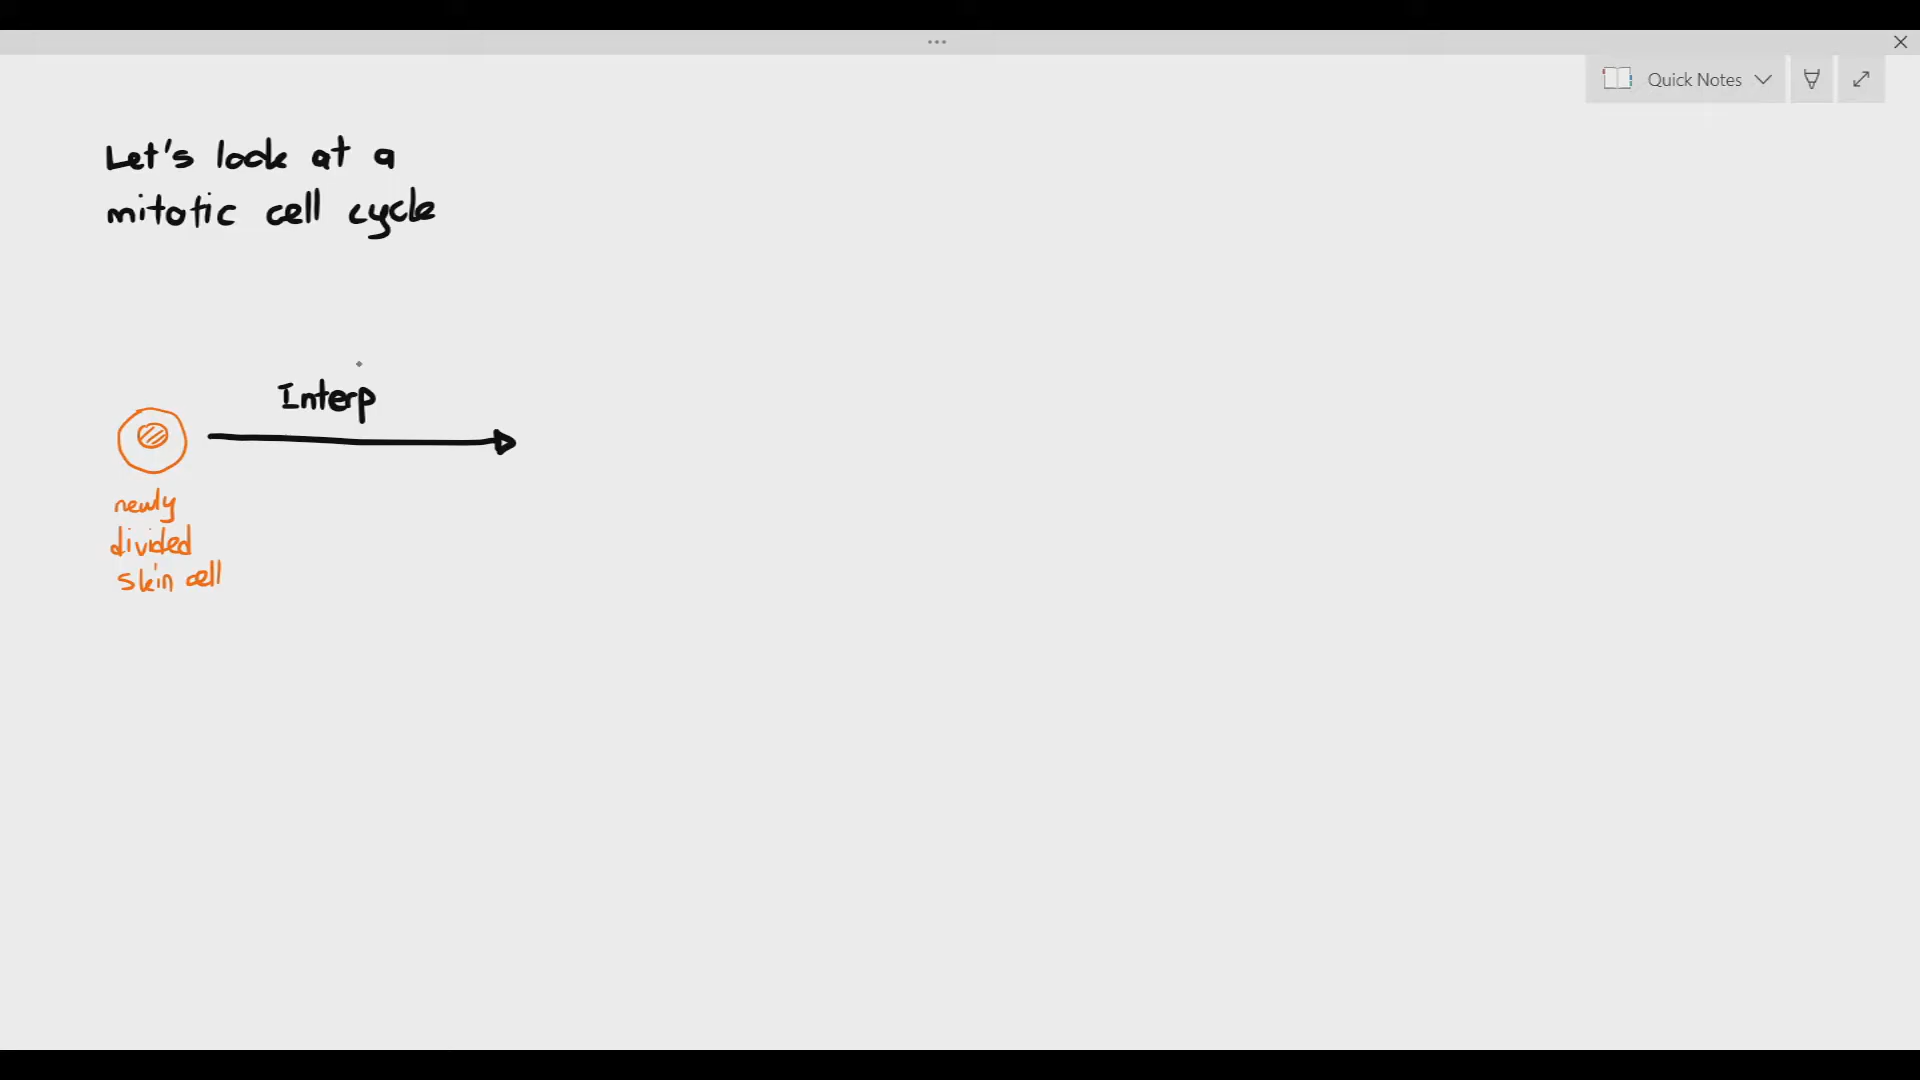 Quick Notes
Let's look at a
mitotic cell cycle
Interp
newly
divided
skin cell